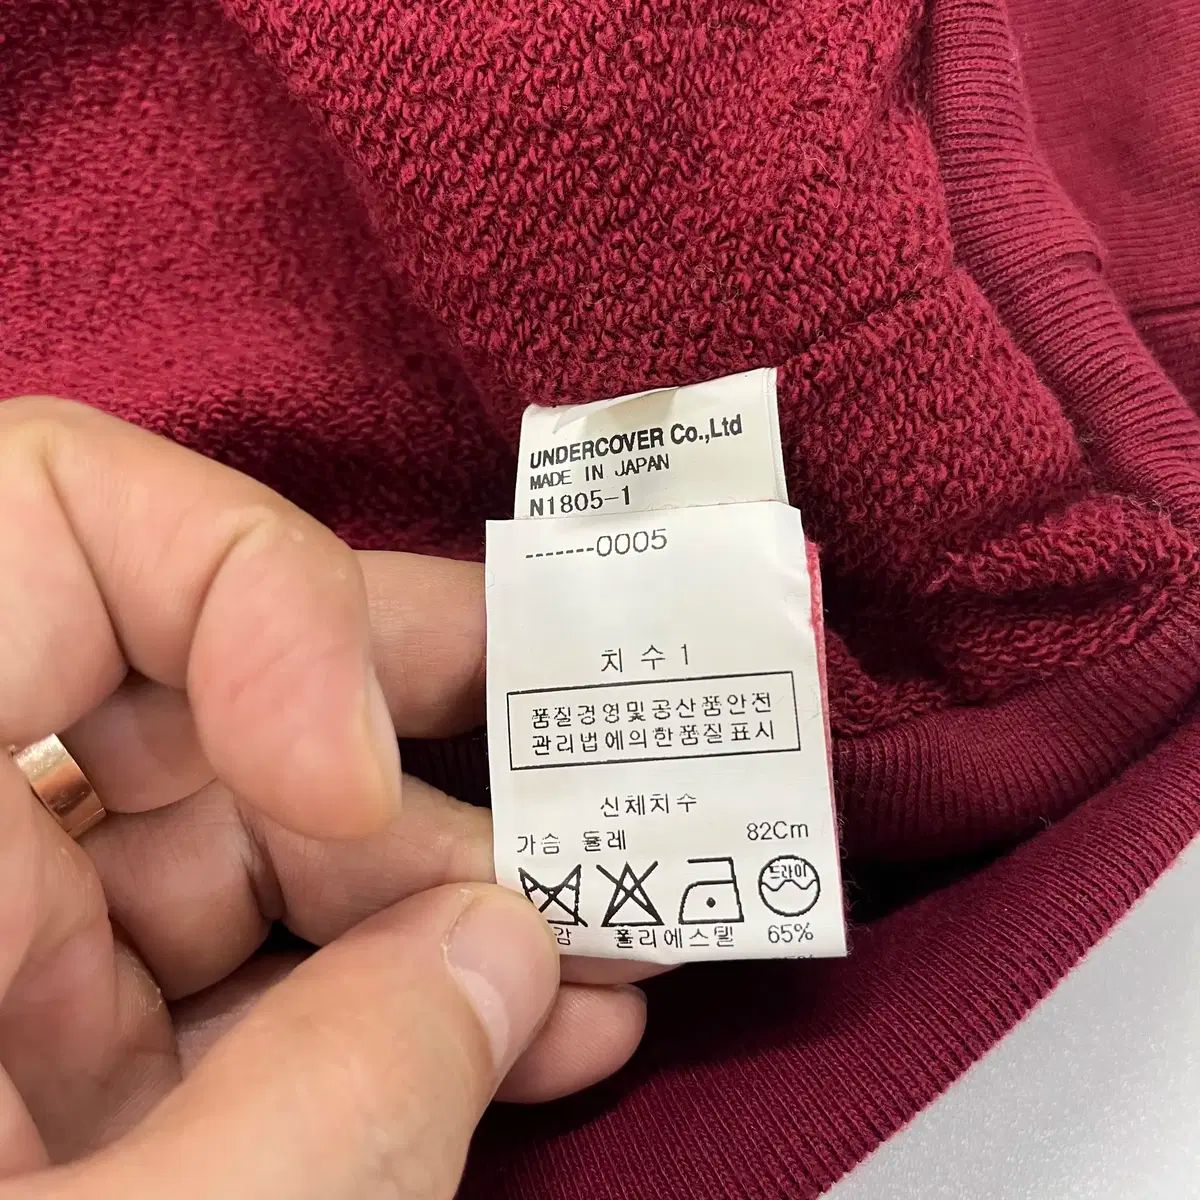 UNDERCOVER Co.,Ltd
MADE IN JAPAN
N1805-1
-------0005
치수 1
품질경영및공산품안전
관리법에의한품질표시
신체치수
가슴 둘레 82Cm
드라이
감 폴리에스텔 65%